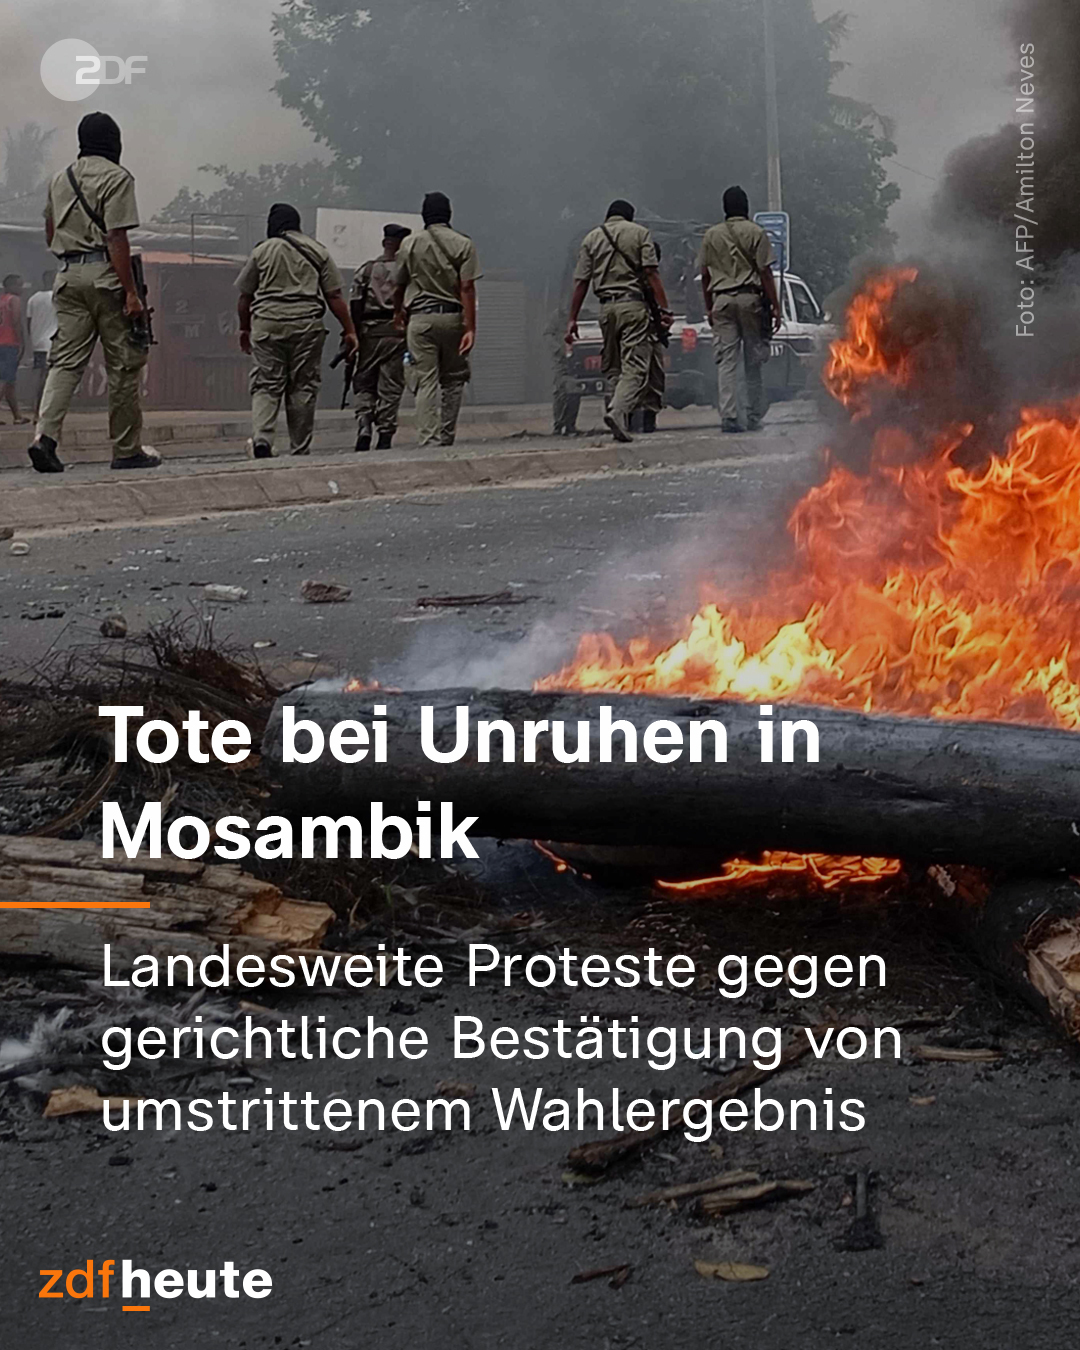 ZDF
Foto: AFP/Amilton Neves
Tote bei Unruhen in
Mosambik
Landesweite Proteste gegen
gerichtliche Bestätigung von
umstrittenem Wahlergebnis
zdfheute